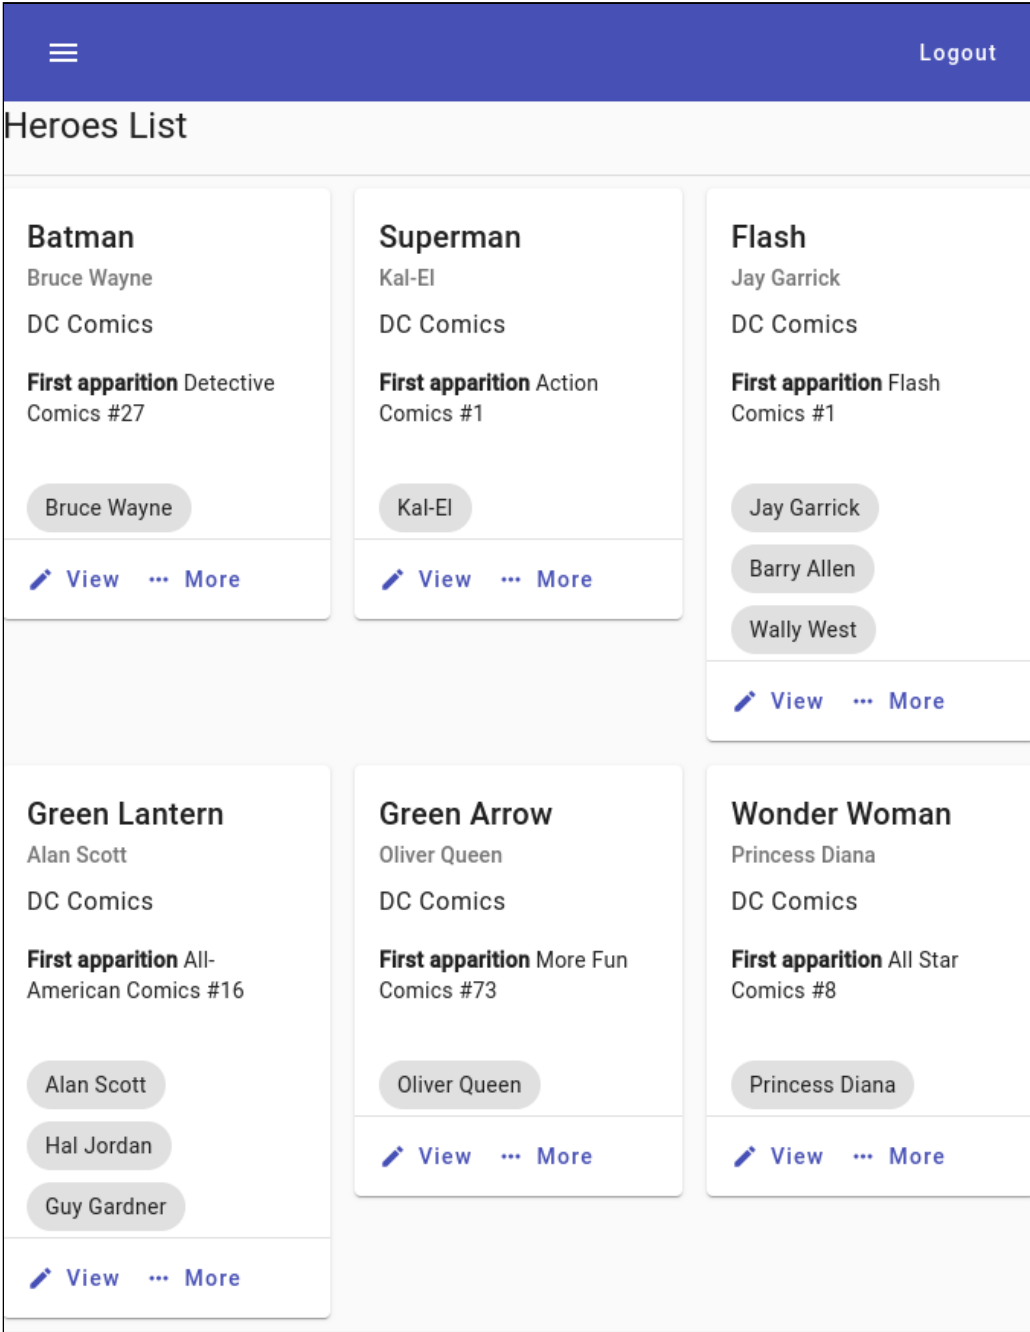 Logout
Heroes List
Batman
Bruce Wayne
DC Comics
First apparition Detective
Comics #27
Bruce Wayne
View
More
Superman
Kal-El
DC Comics
First apparition Action
Comics #1
Kal-El
View
More
Flash
Jay Garrick
DC Comics
First apparition Flash
Comics #1
Jay Garrick
Barry Allen
Wally West
View
More
Green Lantern
Alan Scott
DC Comics
First apparition All-
American Comics #16
Alan Scott
Hal Jordan
Guy Gardner
View
More
Green Arrow
Oliver Queen
DC Comics
First apparition More Fun
Comics #73
Oliver Queen
View
More
Wonder Woman
Princess Diana
DC Comics
First apparition All Star
Comics #8
Princess Diana
View
More